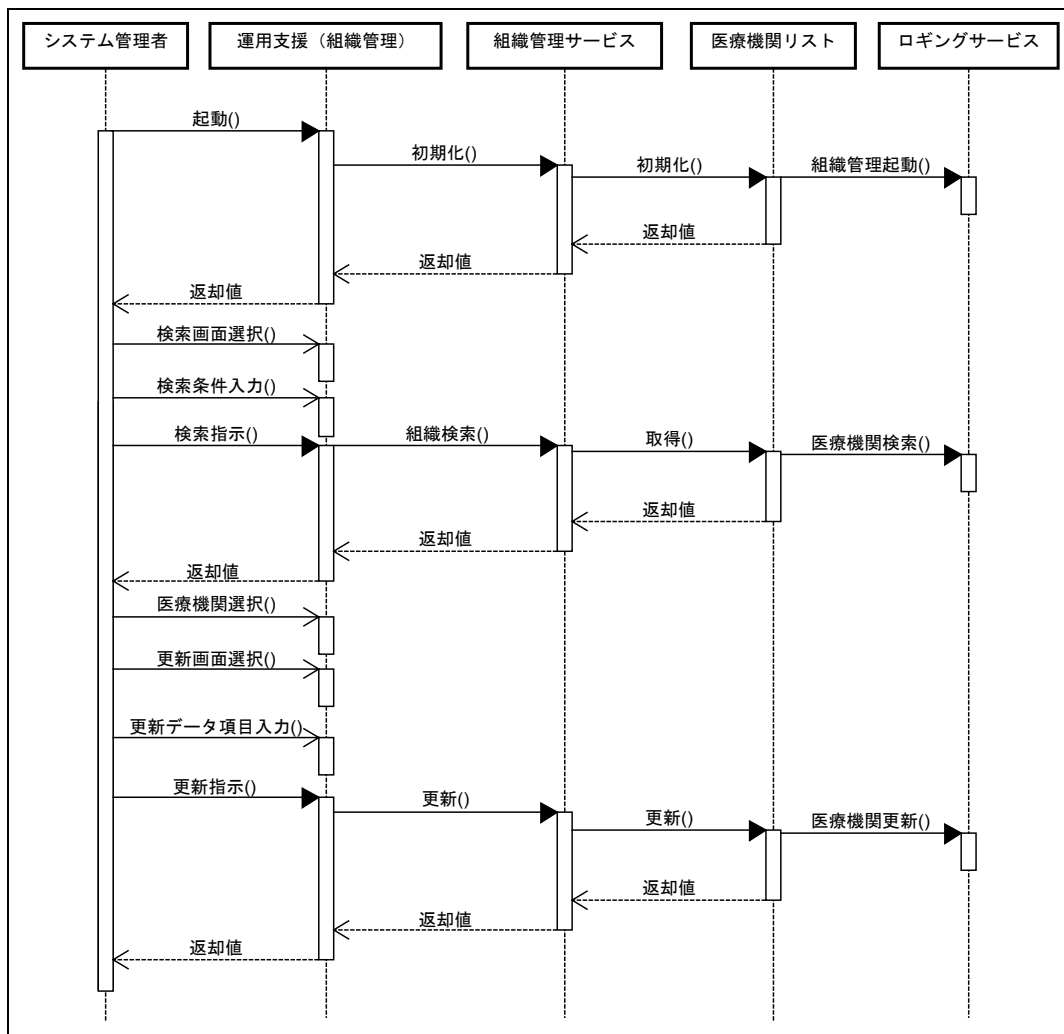 システム管理者
運用支援（組織管理）
組織管理サービス
医療機関リスト
ロギングサービス
起動()
初期化()
初期化()
組織管理起動()
返却値
返却値
返却値
検索画面選択()
検索条件入力()
検索指示()
組織検索()
取得()
医療機関検索()
返却値
返却値
返却値
医療機関選択()
更新画面選択()
更新データ項目入力()
更新指示()
更新()
更新()
医療機関更新()
返却値
返却値
返却値